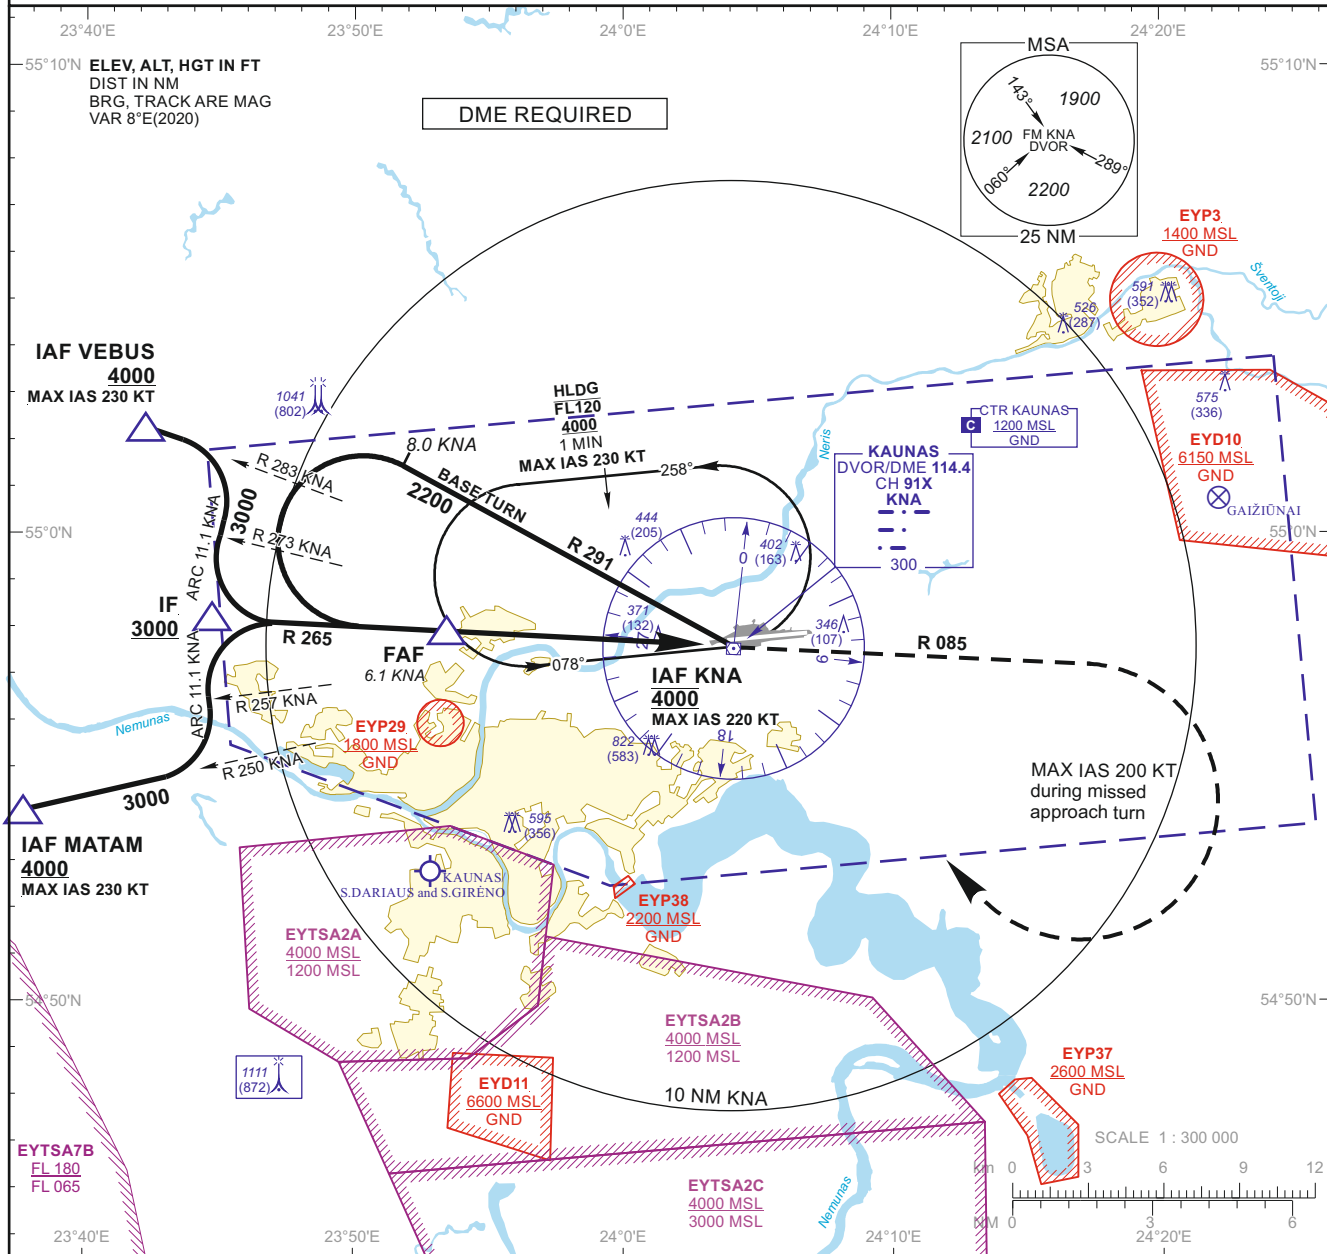 23°40'E
23°50'E
24°0'E
24°10'E
24°20'E
55°10'N
ELEV, ALT, HGT IN FT
DIST IN NM
BRG, TRACK ARE MAG
VAR 8°E(2020)
DME REQUIRED
MSA
143°
1900
2100
FM KNA
DVOR
060°
289°
2200
25 NM
55°10'N
EYP3
1400 MSL
GND
591
(352)
526
(287)
Šventoji
IAF VEBUS
4000
MAX IAS 230 KT
1041
(802)
HLDG
FL120
4000
1 MIN
MAX IAS 230 KT
8.0 KNA
BASE TURN
2200
258°
R 291
Neris
CTR KAUNAS
C
1200 MSL
GND
KAUNAS
DVOR/DME 114.4
CH 91X
KNA
300
575
(336)
EYD10
6150 MSL
GND
GAIŽIŪNAI
R 283 KNA
3000
ARC 11.1 KNA
R 273 KNA
55°0'N
55°0'N
444
(205)
402
(163)
0
371
(132)
27
346
(107)
9
IF
3000
R 265
FAF
6.1 KNA
078°
IAF KNA
4000
MAX IAS 220 KT
18
R 085
ARC 11.1 KNA
R 257 KNA
R 250 KNA
Nemunas
EYP29
1800 MSL
GND
822
(583)
MAX IAS 200 KT
during missed
approach turn
3000
IAF MATAM
4000
MAX IAS 230 KT
595
(356)
KAUNAS
S.DARIAUS and S.GIRĖNO
EYP38
2200 MSL
GND
EYTSA2A
4000 MSL
1200 MSL
54°50'N
54°50'N
EYTSA2B
4000 MSL
1200 MSL
1111
(872)
EYD11
6600 MSL
GND
10 NM KNA
EYP37
2600 MSL
GND
EYTSA7B
FL 180
FL 065
EYTSA2C
4000 MSL
3000 MSL
Nemunas
SCALE 1 : 300 000
km 0 3 6 9 12
NM 0 3 6
23°40'E
23°50'E
24°0'E
24°10'E
24°20'E